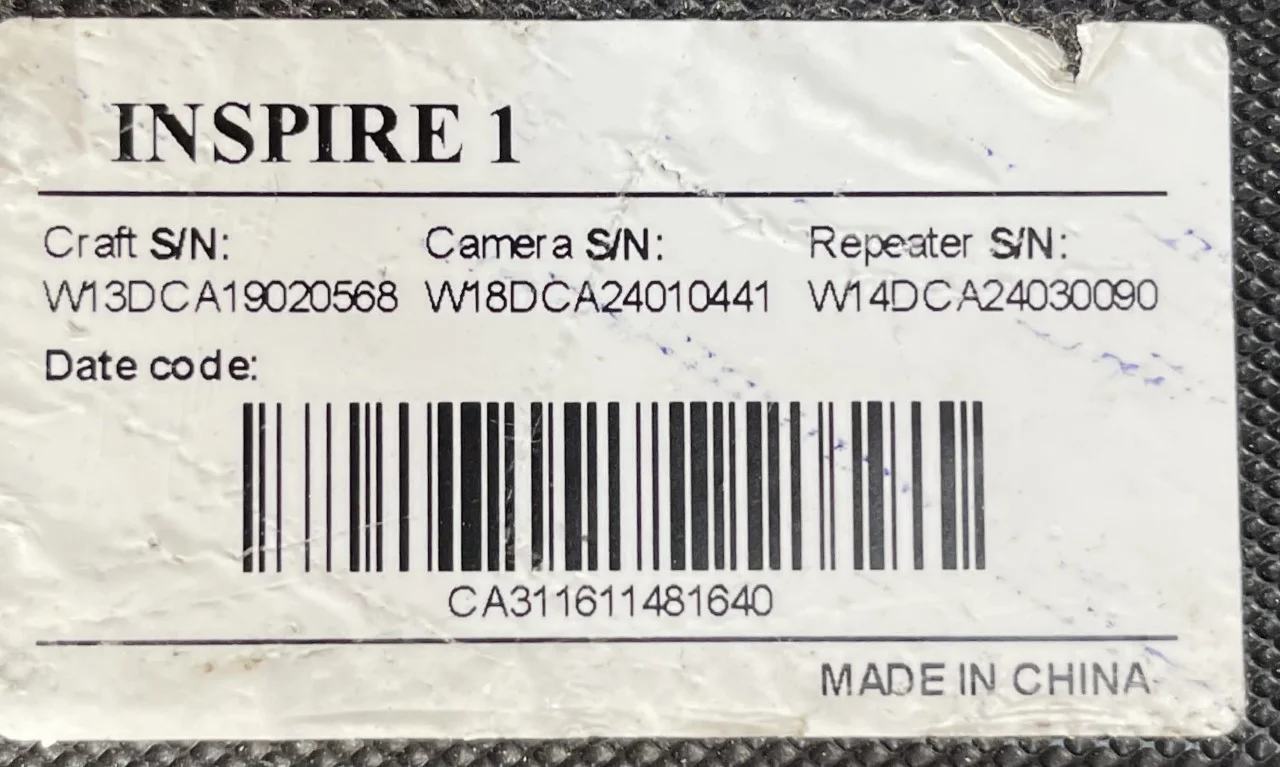 INSPIRE 1
Craft S/N: Camera S/N: Repeater S/N:
W13DCA19020568 W18DCA24010441 W14DCA24030090
Date code:
CA311611481640
MADE IN CHINA